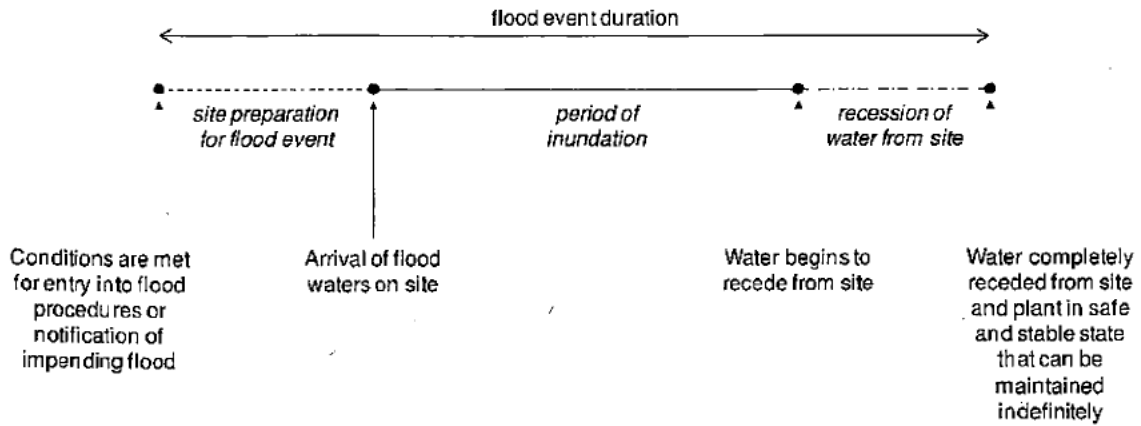 flood event duration
site preparation
for flood event
period of
inundation
recession of
water from site
Conditions are met
for entry into flood
procedures or
notification of
impending flood
Arrival of flood
waters on site
Water begins to
recede from site
Water completely
receded from site
and plant in safe
and stable state
that can be
maintained
indefinitely